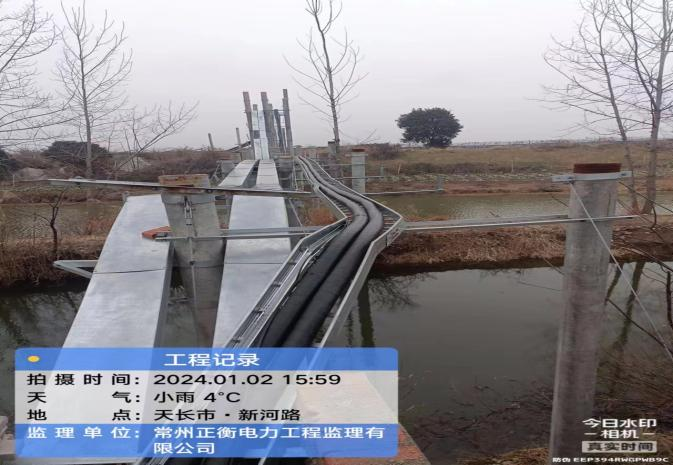 工程记录
拍摄时间：2024.01.02 15:59
天气：小雨 4℃
地点：天长市·新河路
监理单位：常州正衡电力工程监理有
限公司
今日水印
相机
真实时间
防伪 EEP394RWGPWB9C